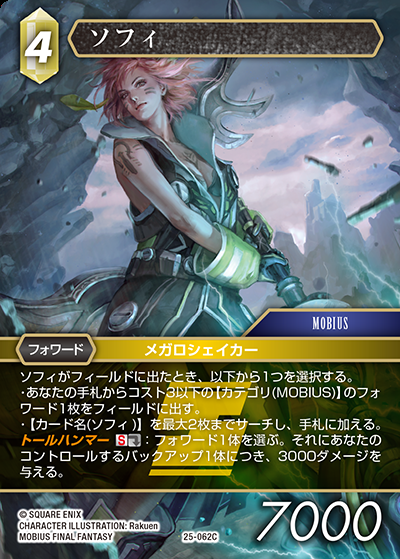 4
ソフィ
MOBIUS
フォワード
メガロシェイカー
ソフィがフィールドに出たとき、以下から1つを選択する。
・あなたの手札からコスト3以下の【カテゴリ(MOBIUS)】のフォ
ワード1枚をフィールドに出す。
・【カード名(ソフィ)】を最大2枚までサーチし、手札に加える。
トールハンマー S：フォワード1体を選ぶ。それにあなたの
コントロールするバックアップ1体につき、3000ダメージを
与える。
© SQUARE ENIX
CHARACTER ILLUSTRATION: Rakuen
MOBIUS FINAL FANTASY
25-062C
7000